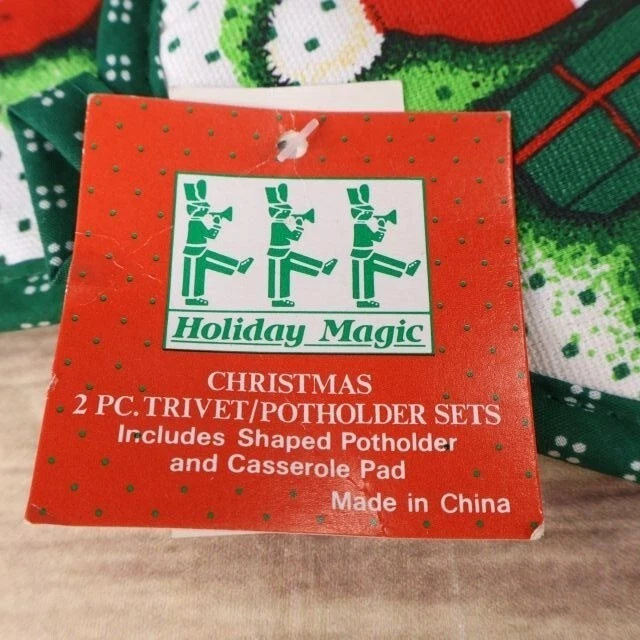 Holiday Magic
CHRISTMAS
2 PC. TRIVET/POTHOLDER SETS
Includes Shaped Potholder
and Casserole Pad
Made in China